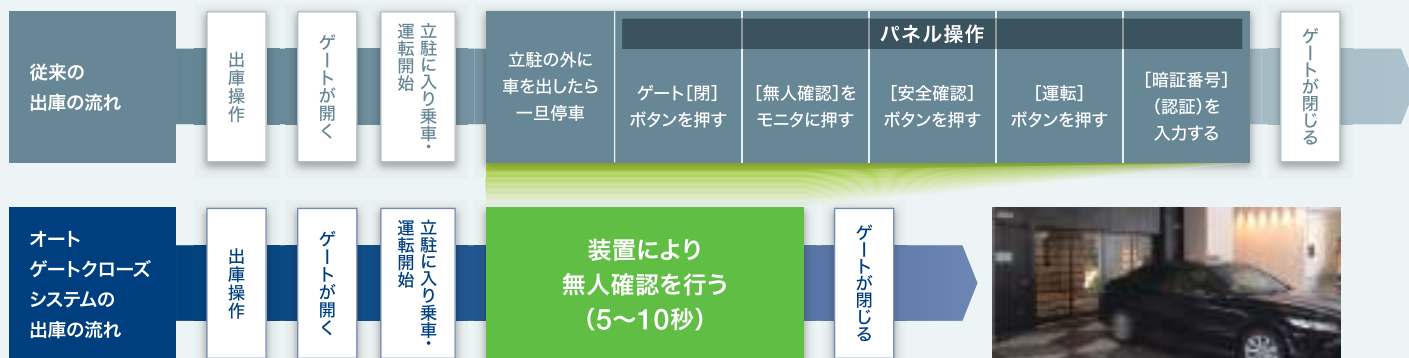 従来の
出庫の流れ
出庫操作
ゲートが開く
立駐に入り乗車・
運転開始
立駐の外に
車を出したら
一旦停車
パネル操作
ゲート[閉]
ボタンを押す
[無人確認]を
モニタに押す
[安全確認]
ボタンを押す
[運転]
ボタンを押す
[暗証番号]
(認証)を
入力する
ゲートが閉じる
オート
ゲートクローズ
システムの
出庫の流れ
出庫操作
ゲートが開く
立駐に入り乗車・
運転開始
装置により
無人確認を行う
(5〜10秒)
ゲートが閉じる